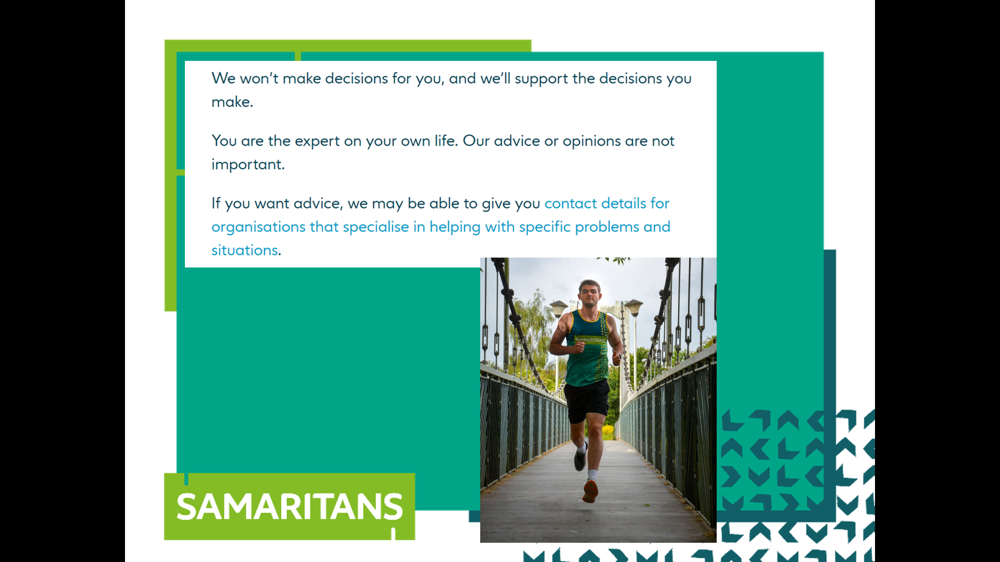 We won’t make decisions for you, and we’ll support the decisions you
make.
You are the expert on your own life. Our advice or opinions are not
important.
If you want advice, we may be able to give you contact details for
organisations that specialise in helping with specific problems and
situations.
SAMARITANS
SAMARITANS